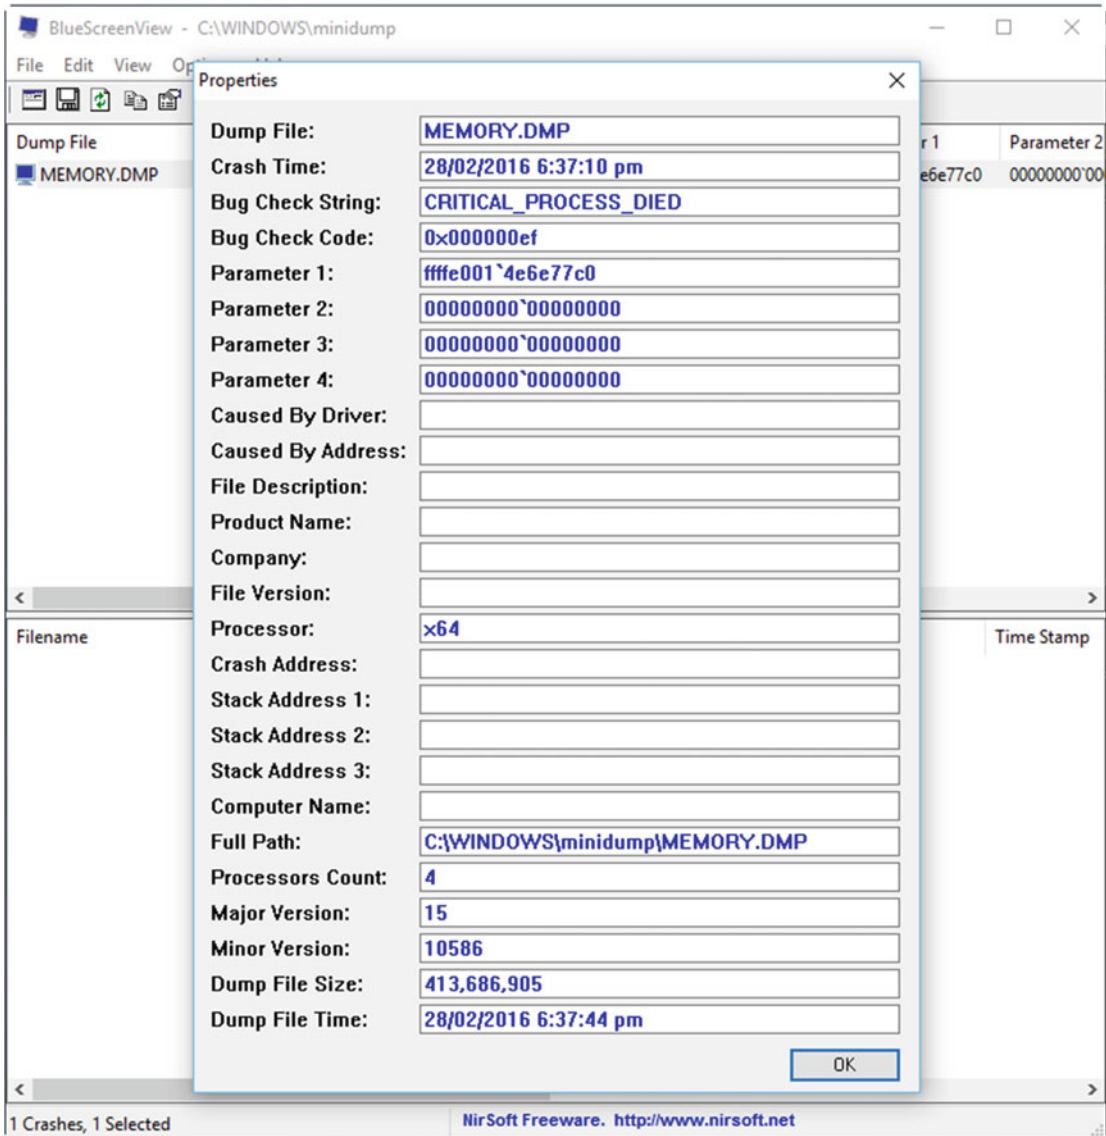 BlueScreenView - C:\WINDOWS\minidump
File Edit View
Properties
Dump File
r 1 Parameter 2
MEMORY.DMP
e6e77c0 00000000`00
Dump File: MEMORY.DMP
Crash Time: 28/02/2016 6:37:10 pm
Bug Check String: CRITICAL_PROCESS_DIED
Bug Check Code: 0x000000ef
Parameter 1: ffffe001`4e6e77c0
Parameter 2: 00000000`00000000
Parameter 3: 00000000`00000000
Parameter 4: 00000000`00000000
Caused By Driver:
Caused By Address:
File Description:
Product Name:
Company:
File Version:
Processor: x64
Crash Address:
Stack Address 1:
Stack Address 2:
Stack Address 3:
Computer Name:
Full Path: C:\WINDOWS\minidump\MEMORY.DMP
Processors Count: 4
Major Version: 15
Minor Version: 10586
Dump File Size: 413,686,905
Dump File Time: 28/02/2016 6:37:44 pm
OK
Filename
Time Stamp
1 Crashes, 1 Selected
NirSoft Freeware. http://www.nirsoft.net